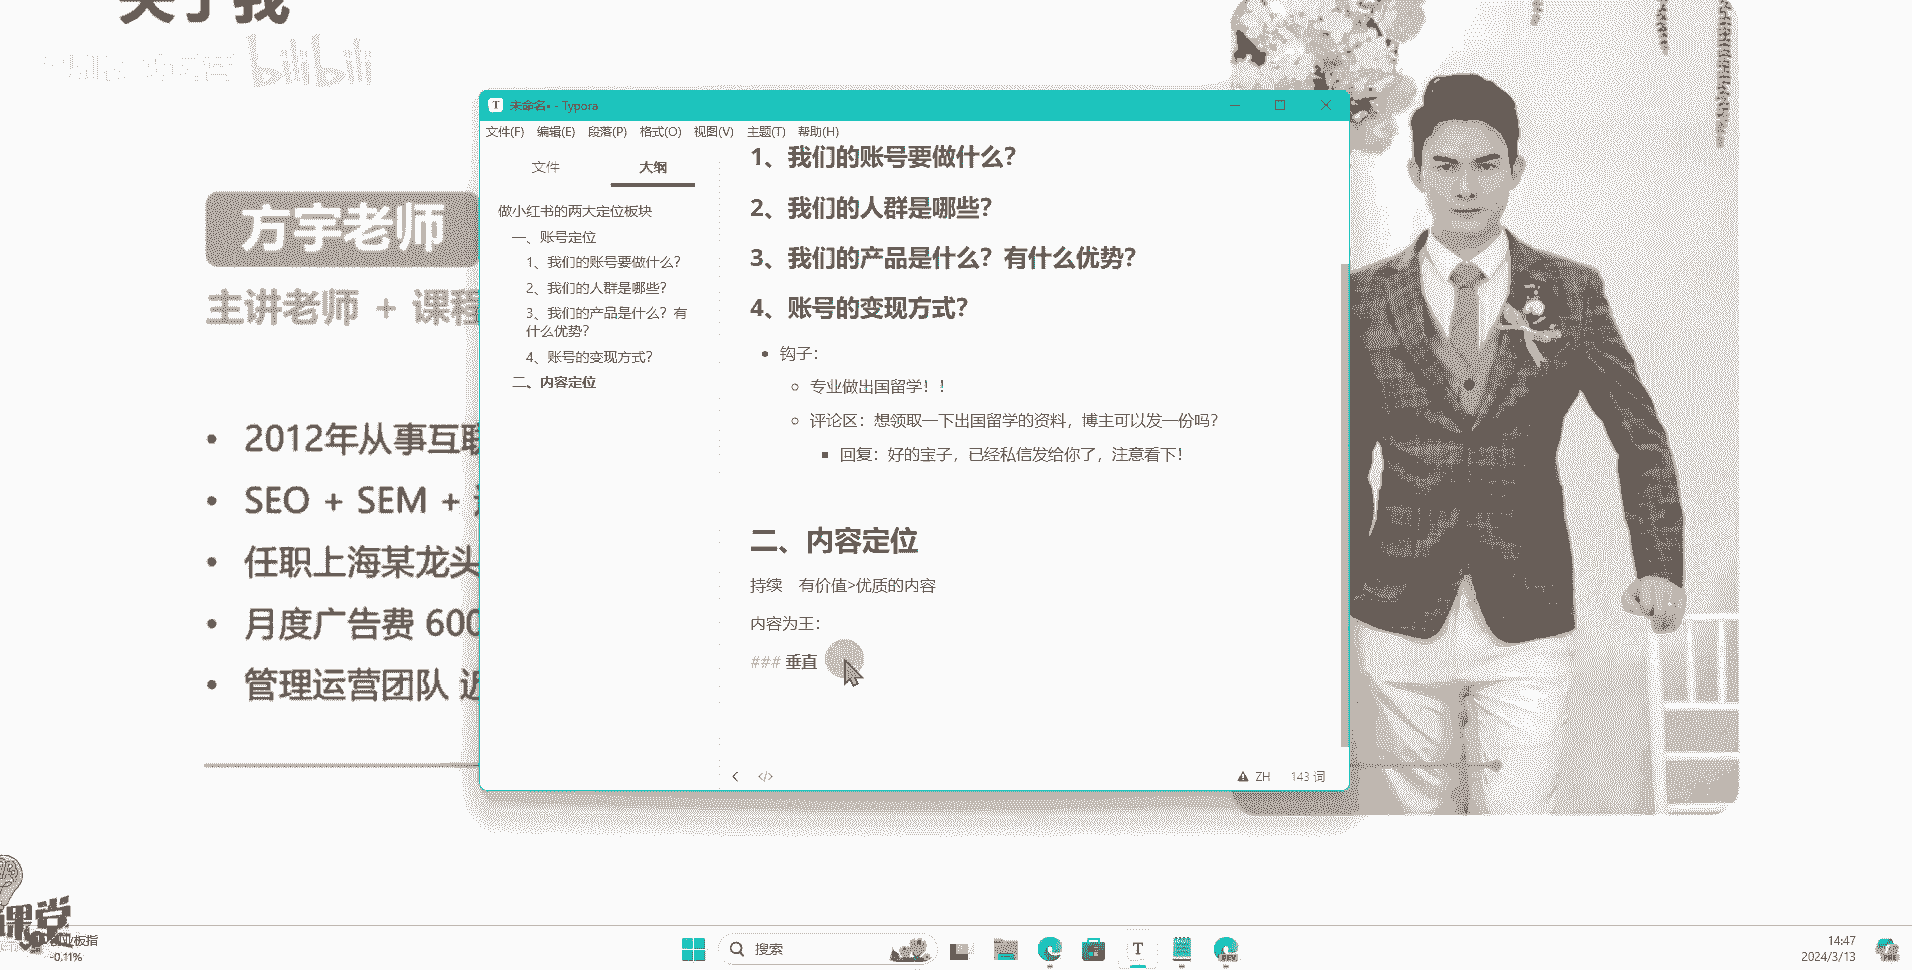 关于我
bilibili
方宇老师
主讲老师 + 课程
• 2012年从事互联
• SEO + SEM +
• 任职上海某龙头
• 月度广告费 600
• 管理运营团队 近
未命名• - Typora
文件(F) 编辑(E) 段落(P) 格式(O) 视图(V) 主题(T) 帮助(H)
文件 大纲
做小红书的两大定位板块
一、账号定位
1、我们的账号要做什么？
2、我们的人群是哪些？
3、我们的产品是什么？有
什么优势？
4、账号的变现方式？
二、内容定位
1、我们的账号要做什么？
2、我们的人群是哪些？
3、我们的产品是什么？有什么优势？
4、账号的变现方式？
• 钩子：
专业做出国留学！！
评论区：想领取一下出国留学的资料，博主可以发一份吗？
回复：好的宝子，已经私信发给你了，注意看下！
二、内容定位
持续 有价值>优质的内容
内容为王：
### 垂直
</> ZH 143 词
课堂
创业板指
-0.11%
搜索
T
DEV
14:47
2024/3/13
PRE